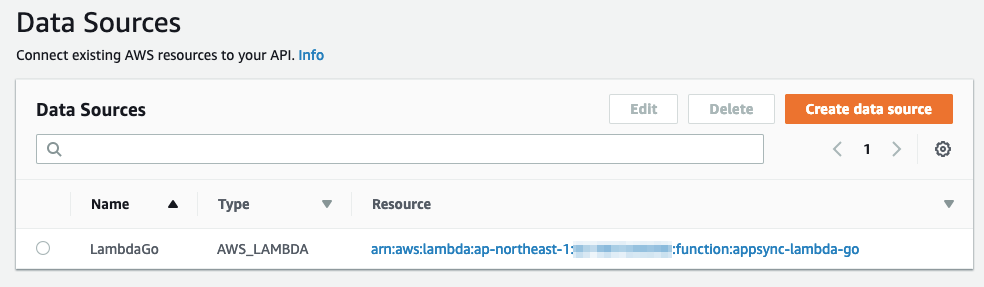 Data Sources
Connect existing AWS resources to your API. Info
Data Sources
Edit
Delete
Create data source
1
Name
Type
Resource
LambdaGo
AWS_LAMBDA
arn:aws:lambda:ap-northeast-1: :function:appsync-lambda-go